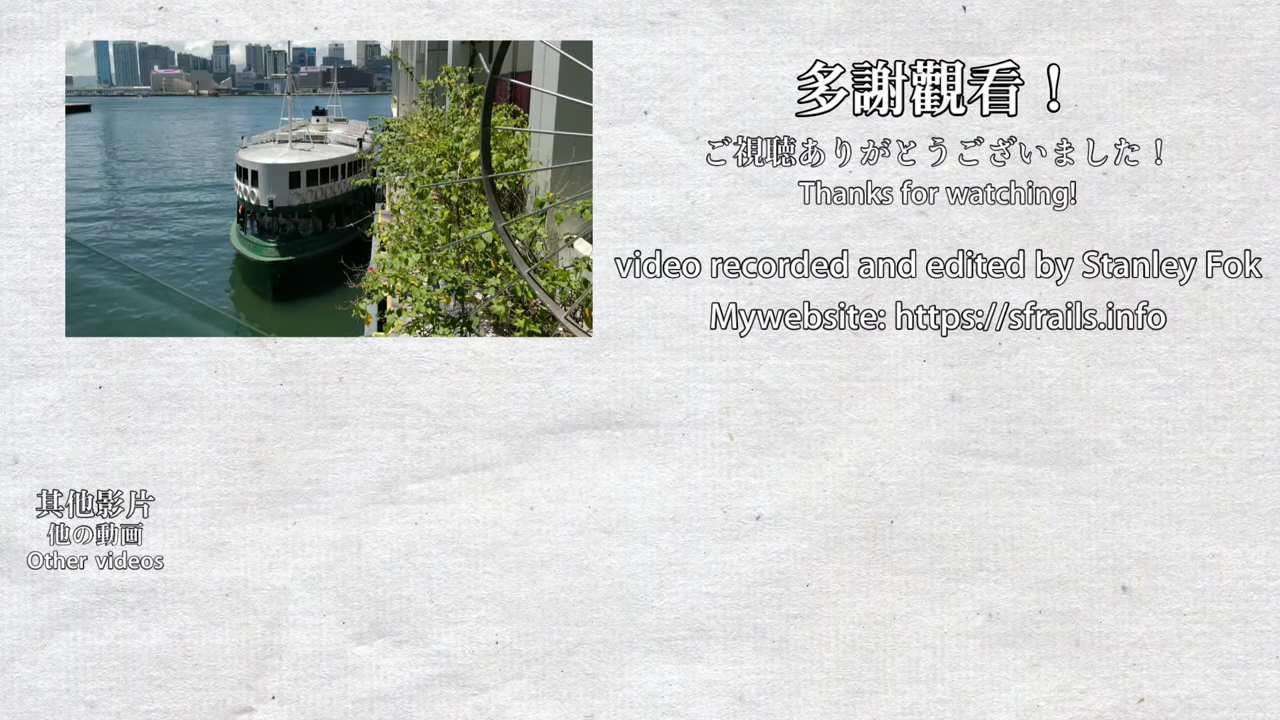 多謝觀看！
ご視聴ありがとうございました！
Thanks for watching!
video recorded and edited by Stanley Fok
Mywebsite: https://sfrails.info
其他影片
他の動画
Other videos